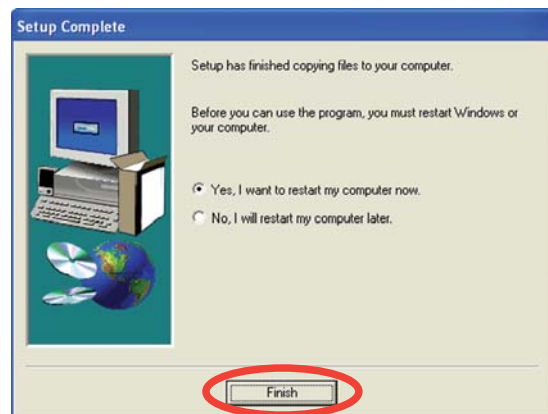 Setup Complete
Setup has finished copying files to your computer.
Before you can use the program, you must restart Windows or
your computer.
Yes, I want to restart my computer now.
No, I will restart my computer later.
Finish